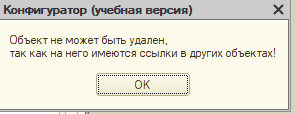 Конфигуратор (учебная версия)
Объект не может быть удален,
так как на него имеются ссылки в других объектах!
OK